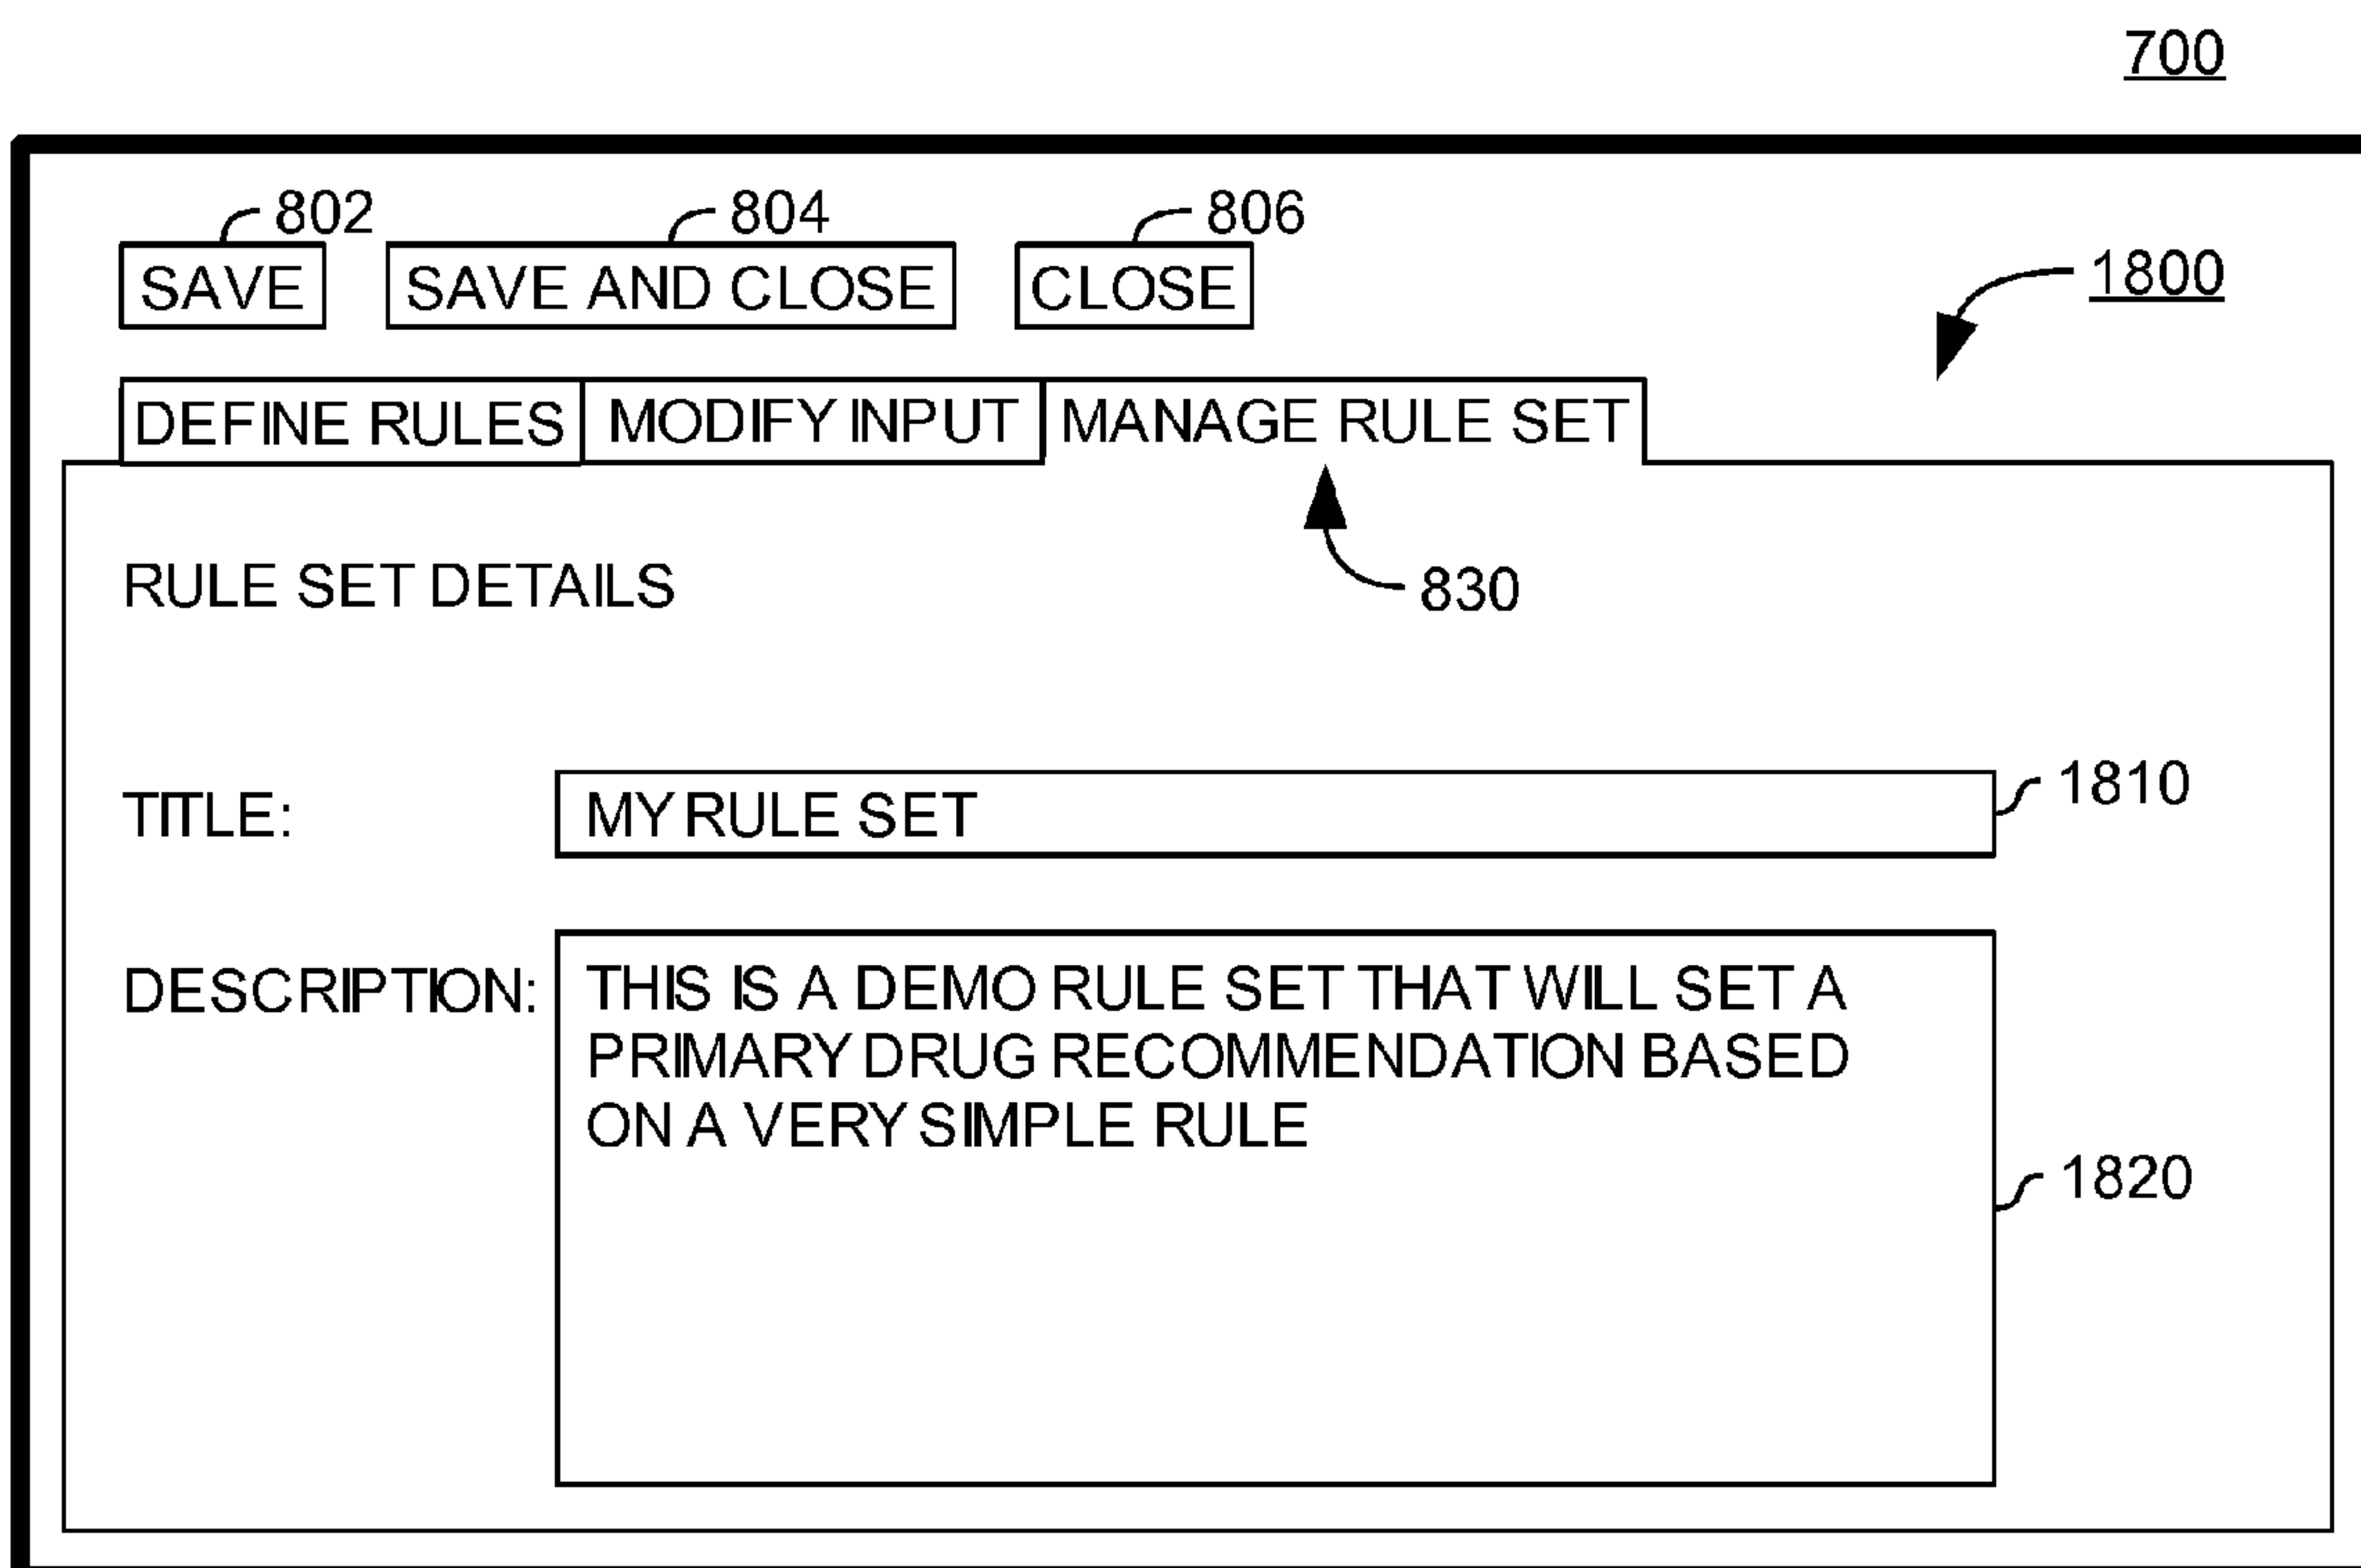 700
802 804 806
SAVE SAVE AND CLOSE CLOSE
1800
DEFINE RULES MODIFY INPUT MANAGE RULE SET
RULE SET DETAILS
830
TITLE: MY RULE SET
1810
DESCRIPTION: THIS IS A DEMO RULE SET THAT WILL SET A
PRIMARY DRUG RECOMMENDATION BASED
ON A VERY SIMPLE RULE
1820